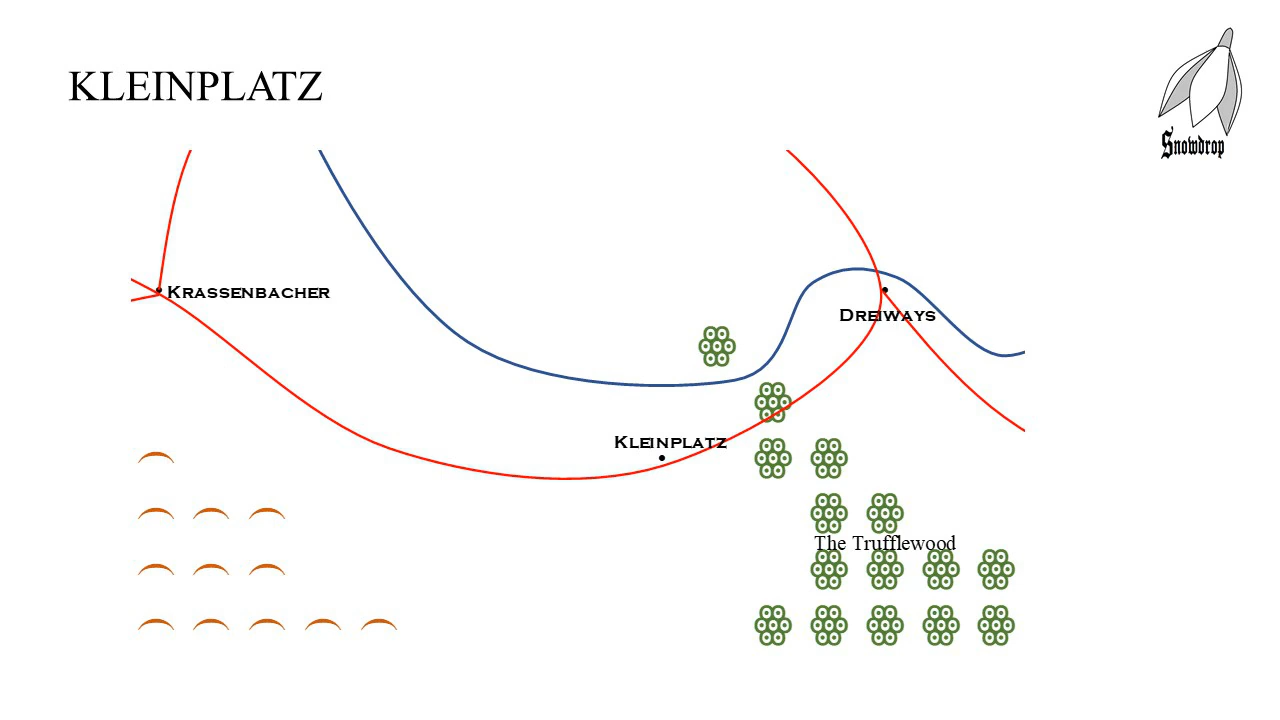 KLEINPLATZ
Snowdrop
KRASSENBACHER
DREIWAYS
KLEINPLATZ
The Trufflewood